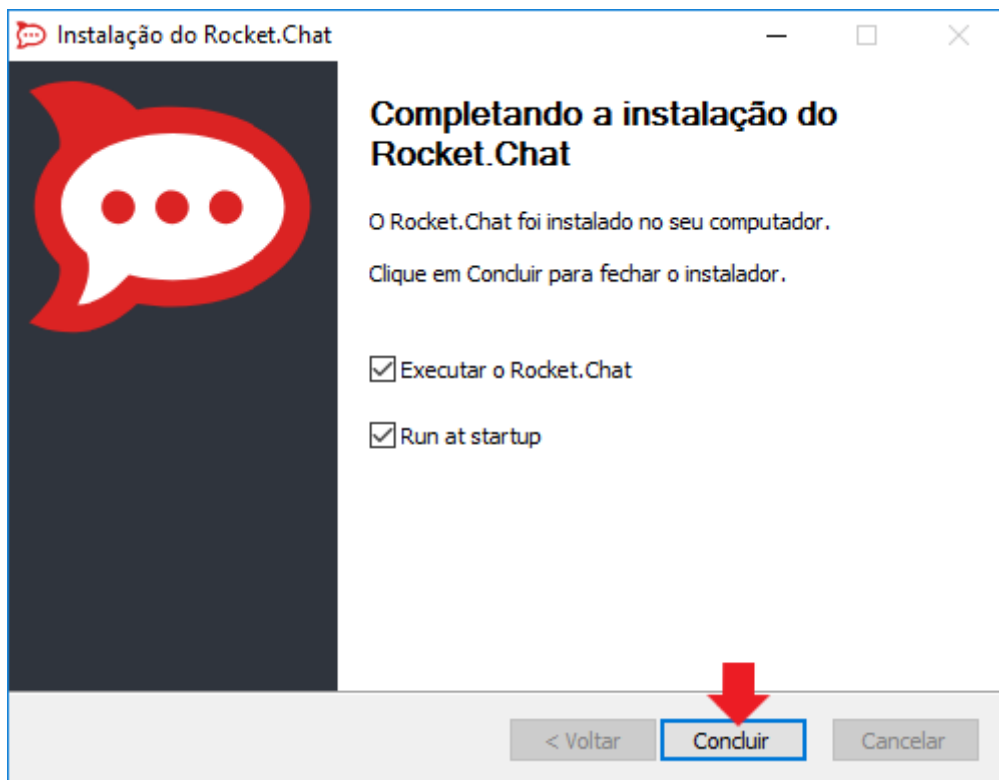 Instalação do Rocket.Chat
Completando a instalação do
Rocket.Chat
O Rocket.Chat foi instalado no seu computador.
Clique em Concluir para fechar o instalador.
Executar o Rocket.Chat
Run at startup
< Voltar
Concluir
Cancelar